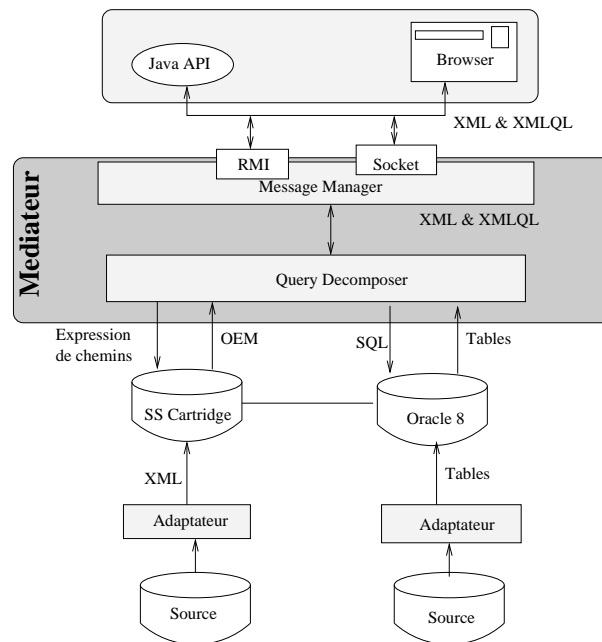 Java API
Browser
XML & XMLQL
RMI
Socket
Message Manager
XML & XMLQL
Mediateur
Query Decomposer
Expression
de chemins
OEM
SQL
Tables
SS Cartridge
Oracle 8
XML
Tables
Adaptateur
Adaptateur
Source
Source